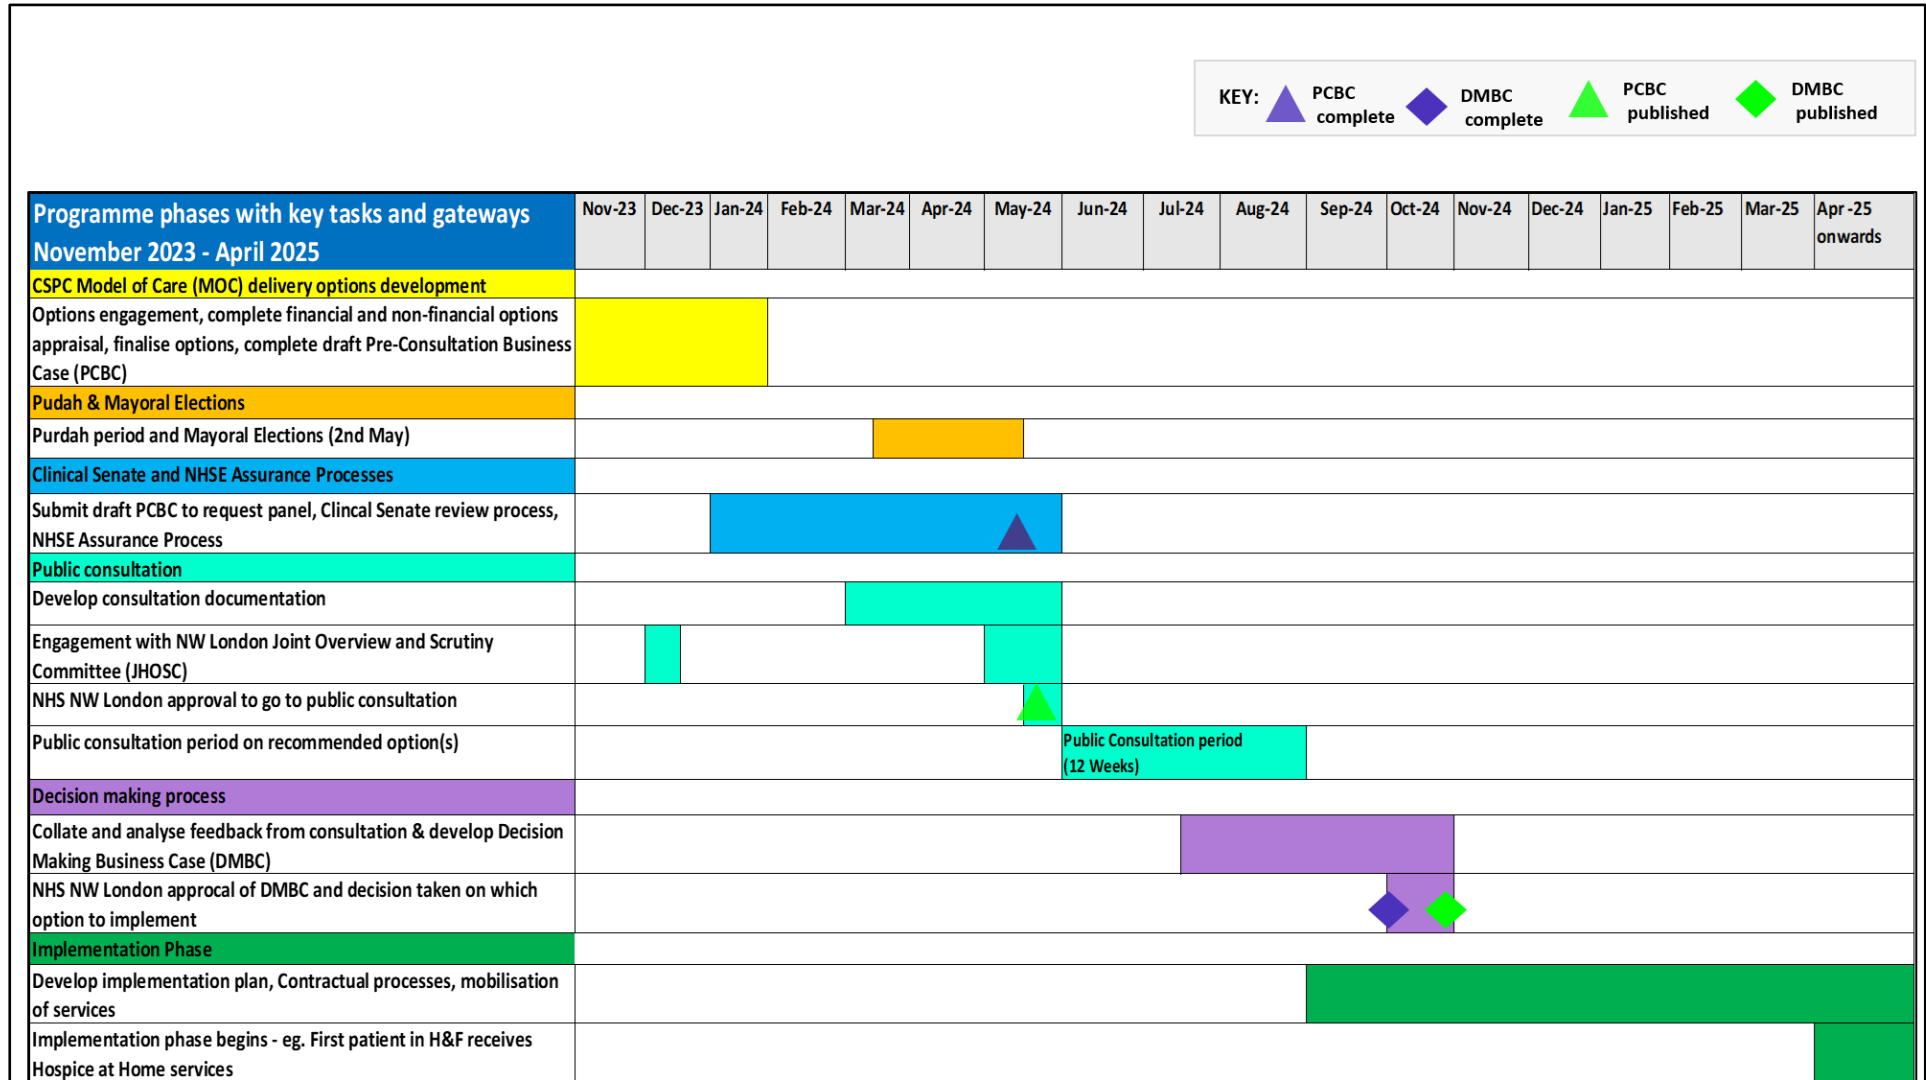 KEY:
PCBC
complete
DMBC
complete
PCBC
published
DMBC
published
Programme phases with key tasks and gateways
November 2023 - April 2025
Nov-23 Dec-23 Jan-24 Feb-24 Mar-24 Apr-24 May-24 Jun-24 Jul-24 Aug-24 Sep-24 Oct-24 Nov-24 Dec-24 Jan-25 Feb-25 Mar-25 Apr -25
onwards
CSPC Model of Care (MOC) delivery options development
Options engagement, complete financial and non-financial options
appraisal, finalise options, complete draft Pre-Consultation Business
Case (PCBC)
Pudah & Mayoral Elections
Purdah period and Mayoral Elections (2nd May)
Clinical Senate and NHSE Assurance Processes
Submit draft PCBC to request panel, Clincal Senate review process,
NHSE Assurance Process
Public consultation
Develop consultation documentation
Engagement with NW London Joint Overview and Scrutiny
Committee (JHOSC)
NHS NW London approval to go to public consultation
Public consultation period on recommended option(s)
Public Consultation period
(12 Weeks)
Decision making process
Collate and analyse feedback from consultation & develop Decision
Making Business Case (DMBC)
NHS NW London approcal of DMBC and decision taken on which
option to implement
Implementation Phase
Develop implementation plan, Contractual processes, mobilisation
of services
Implementation phase begins - eg. First patient in H&F receives
Hospice at Home services